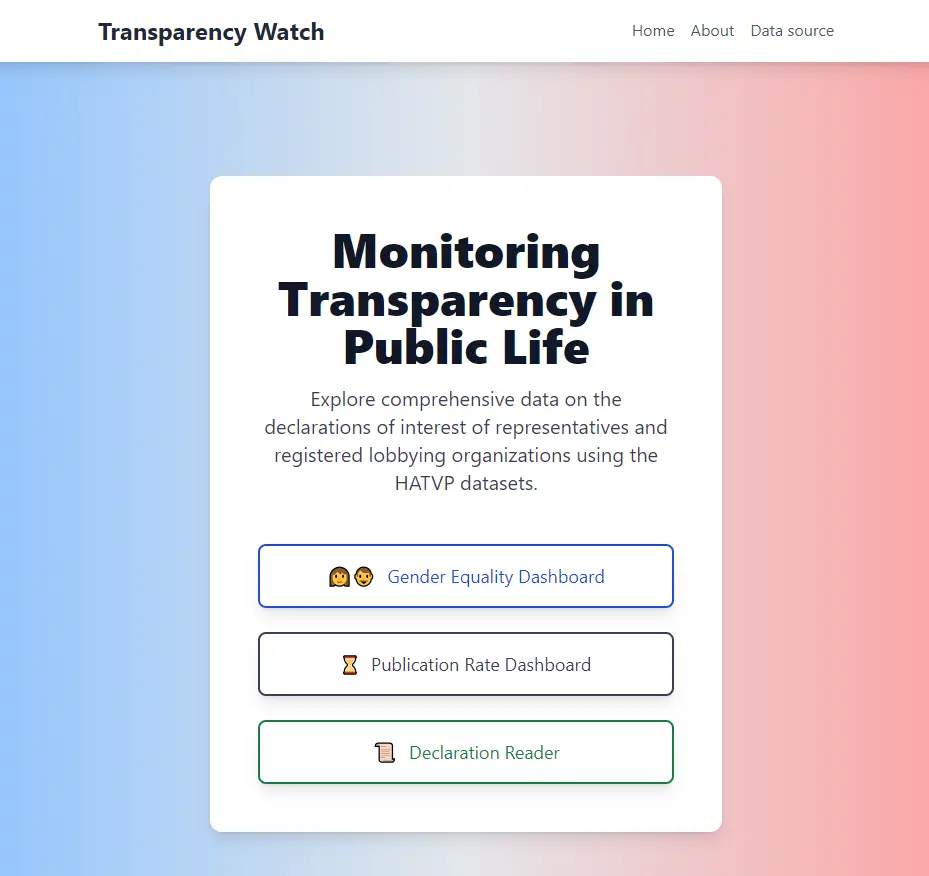 Transparency Watch
Home
About
Data source
Monitoring
Transparency in
Public Life
Explore comprehensive data on the
declarations of interest of representatives and
registered lobbying organizations using the
HATVP datasets.
Gender Equality Dashboard
Publication Rate Dashboard
Declaration Reader